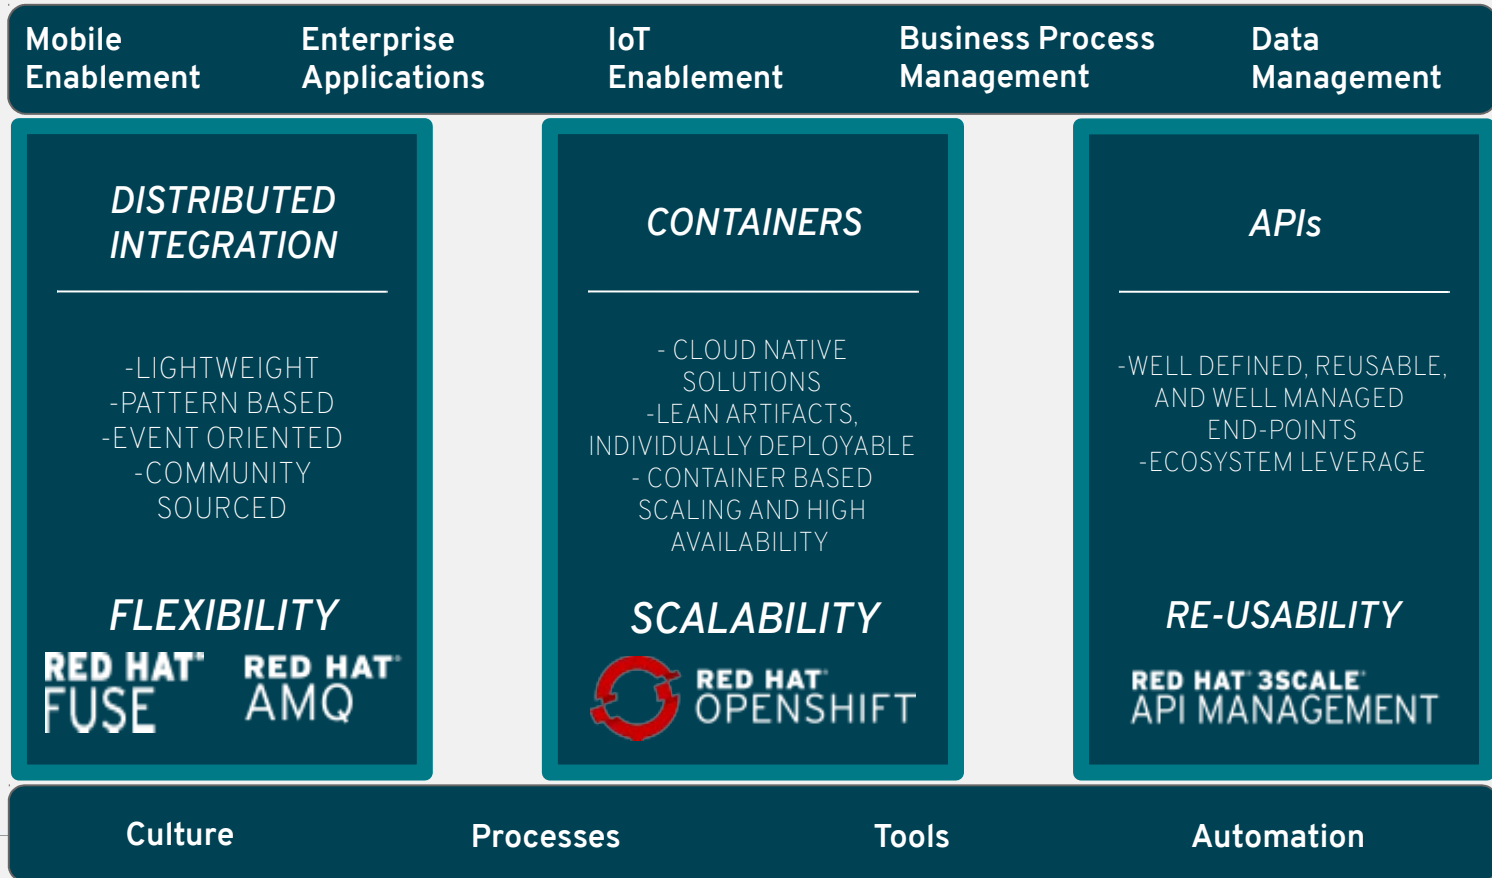 Mobile
Enablement
Enterprise
Applications
IoT
Enablement
Business Process
Management
Data
Management
DISTRIBUTED
INTEGRATION
-LIGHTWEIGHT
-PATTERN BASED
-EVENT ORIENTED
-COMMUNITY
SOURCED
FLEXIBILITY
RED HAT®
FUSE
RED HAT®
AMQ
CONTAINERS
- CLOUD NATIVE
SOLUTIONS
-LEAN ARTIFACTS,
INDIVIDUALLY DEPLOYABLE
- CONTAINER BASED
SCALING AND HIGH
AVAILABILITY
SCALABILITY
RED HAT®
OPENSHIFT
APIs
-WELL DEFINED, REUSABLE,
AND WELL MANAGED
END-POINTS
-ECOSYSTEM LEVERAGE
RE-USABILITY
RED HAT® 3SCALE®
API MANAGEMENT
Culture
Processes
Tools
Automation